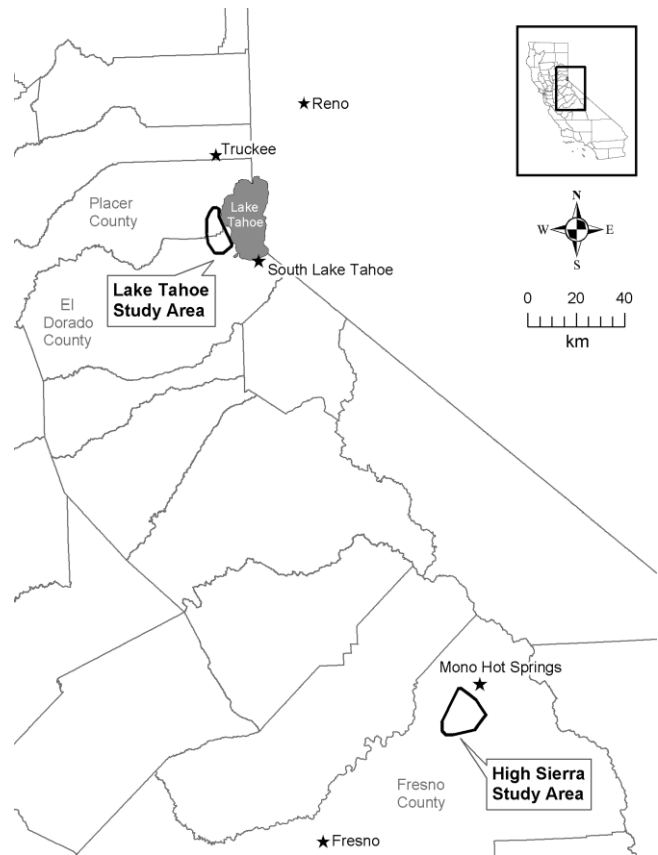 Reno
Truckee
Placer
County
Lake
Tahoe
N
W
E
S
South Lake Tahoe
Lake Tahoe
Study Area
El
Dorado
County
0 20 40
km
Mono Hot Springs
High Sierra
Study Area
Fresno
County
Fresno